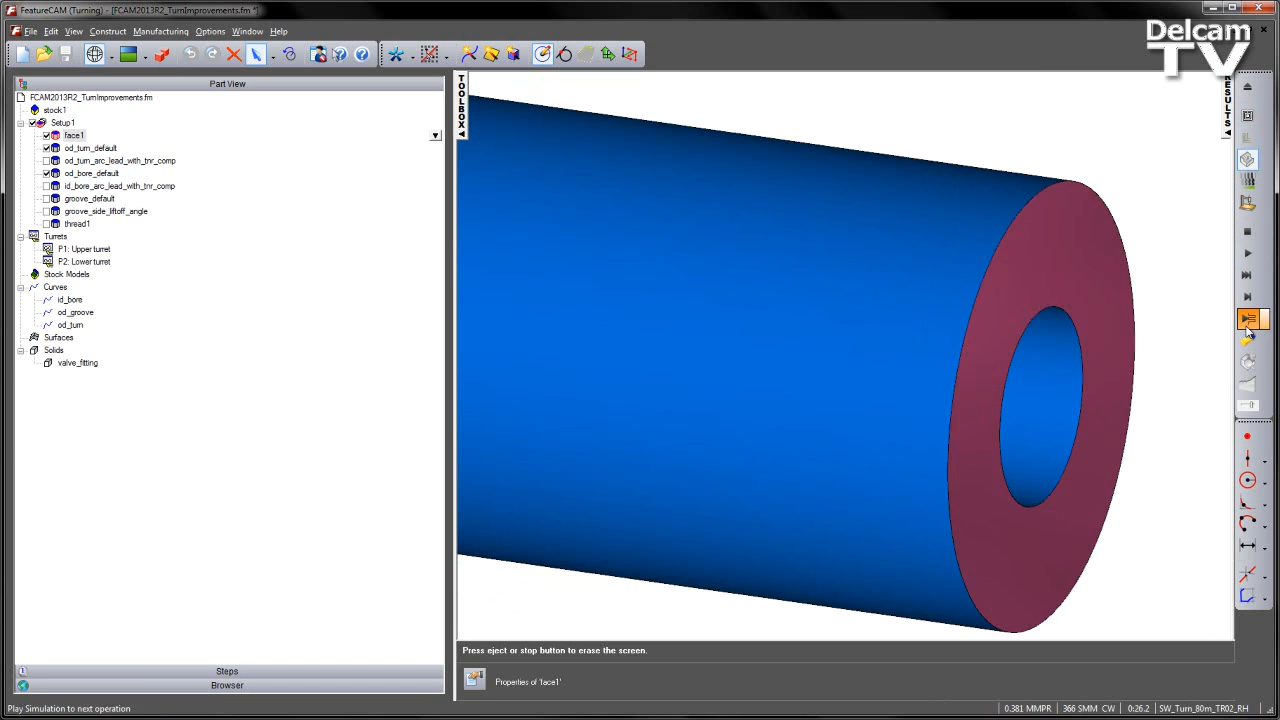 FeatureCAM (Turning) - [FCAM2013R2_TurnImprovements.fm *]
File Edit View Construct Manufacturing Options Window Help
Delcam
TV
Part View
FCAM2013R2_TurnImprovements.fm
stock1
Setup1
face1
od_turn_default
od_turn_arc_lead_with_tnr_comp
od_bore_default
id_bore_arc_lead_with_tnr_comp
groove_default
groove_side_liftoff_angle
thread1
Turrets
P1: Upper turret
P2: Lower turret
Stock Models
Curves
id_bore
od_groove
od_turn
Surfaces
Solids
valve_fitting
TOOLBOX
RESULTS
Steps
Browser
Press eject or stop button to erase the screen.
Properties of 'face1'
Play Simulation to next operation
0.381 MMPR 366 SMM CW 0:26.2 SW_Turn_80m_TR02_RH